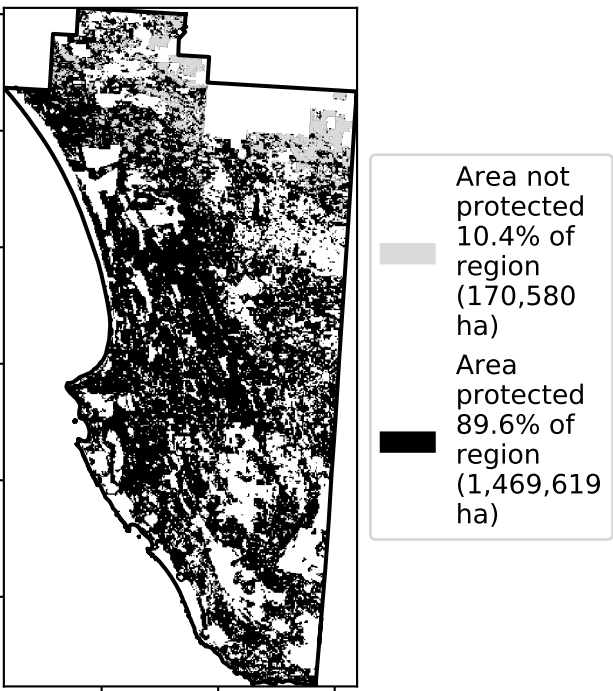 Area not
protected
10.4% of
region
(170,580
ha)
Area
protected
89.6% of
region
(1,469,619
ha)